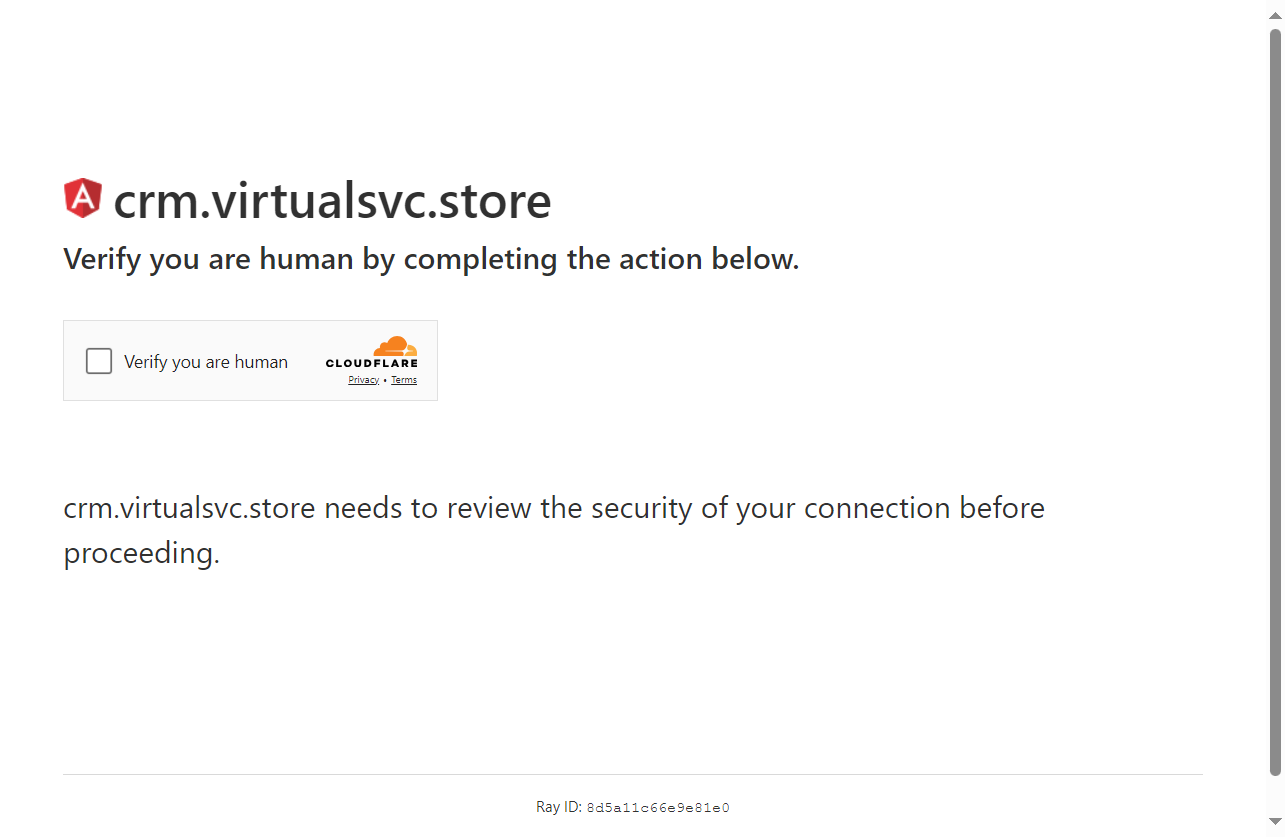 crm.virtualsvc.store
Verify you are human by completing the action below.
Verify you are human
CLOUDFLARE
Privacy • Terms
crm.virtualsvc.store needs to review the security of your connection before
proceeding.
Ray ID: 8d5a11c66e9e81e0